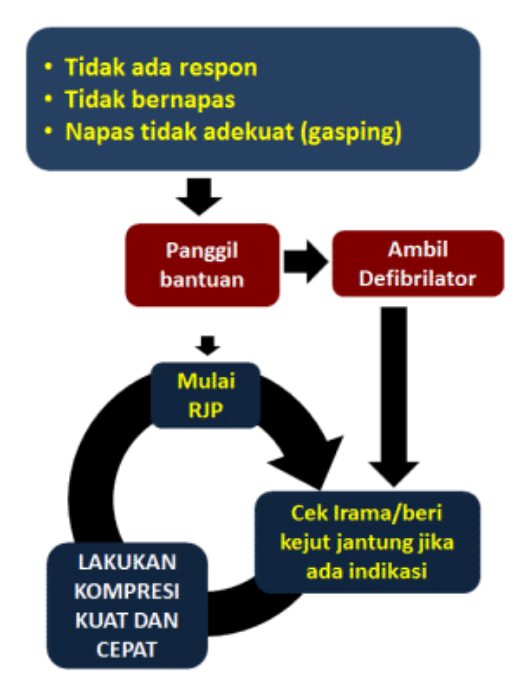 • Tidak ada respon
• Tidak bernapas
• Napas tidak adekuat (gasping)
Panggil
bantuan
Ambil
Defibrilator
Mulai
RJP
Cek Irama/beri
kejut jantung jika
ada indikasi
LAKUKAN
KOMPRESI
KUAT DAN
CEPAT